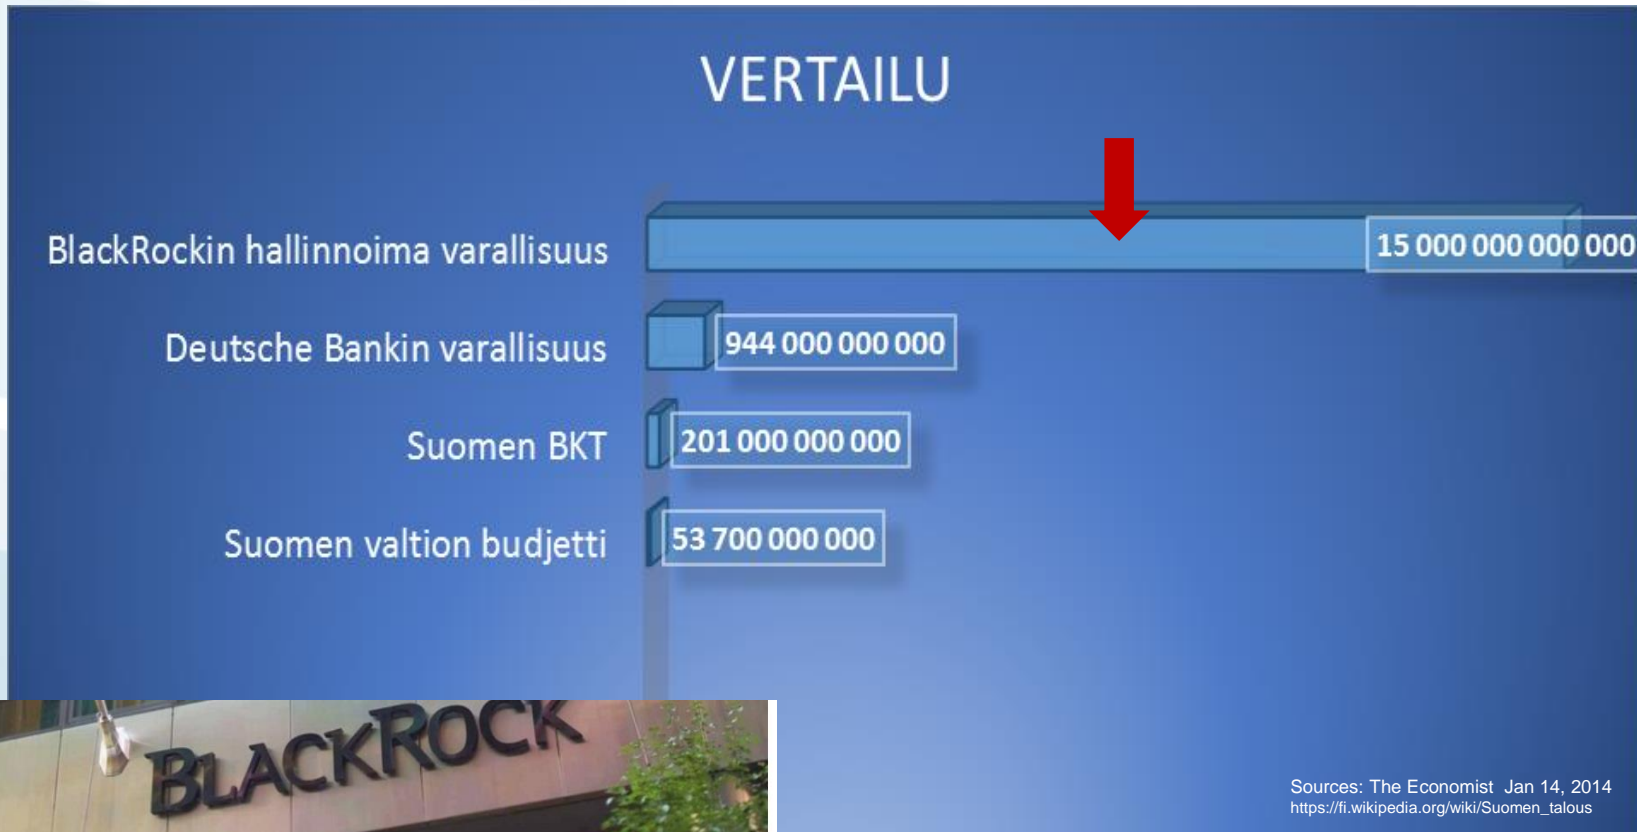 VERTAILU
BlackRockin hallinnoima varallisuus
15 000 000 000 000
Deutsche Bankin varallisuus
944 000 000 000
Suomen BKT
201 000 000 000
Suomen valtion budjetti
53 700 000 000
BLACKROCK
Sources: The Economist Jan 14, 2014
https://fi.wikipedia.org/wiki/Suomen_talous